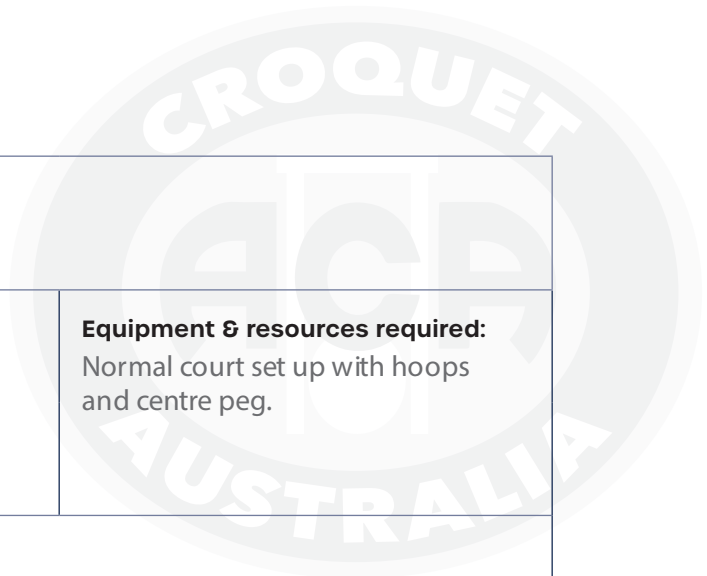 CROQUET
ACA
Equipment & resources required:
Normal court set up with hoops
and centre peg.
AUSTRALIA